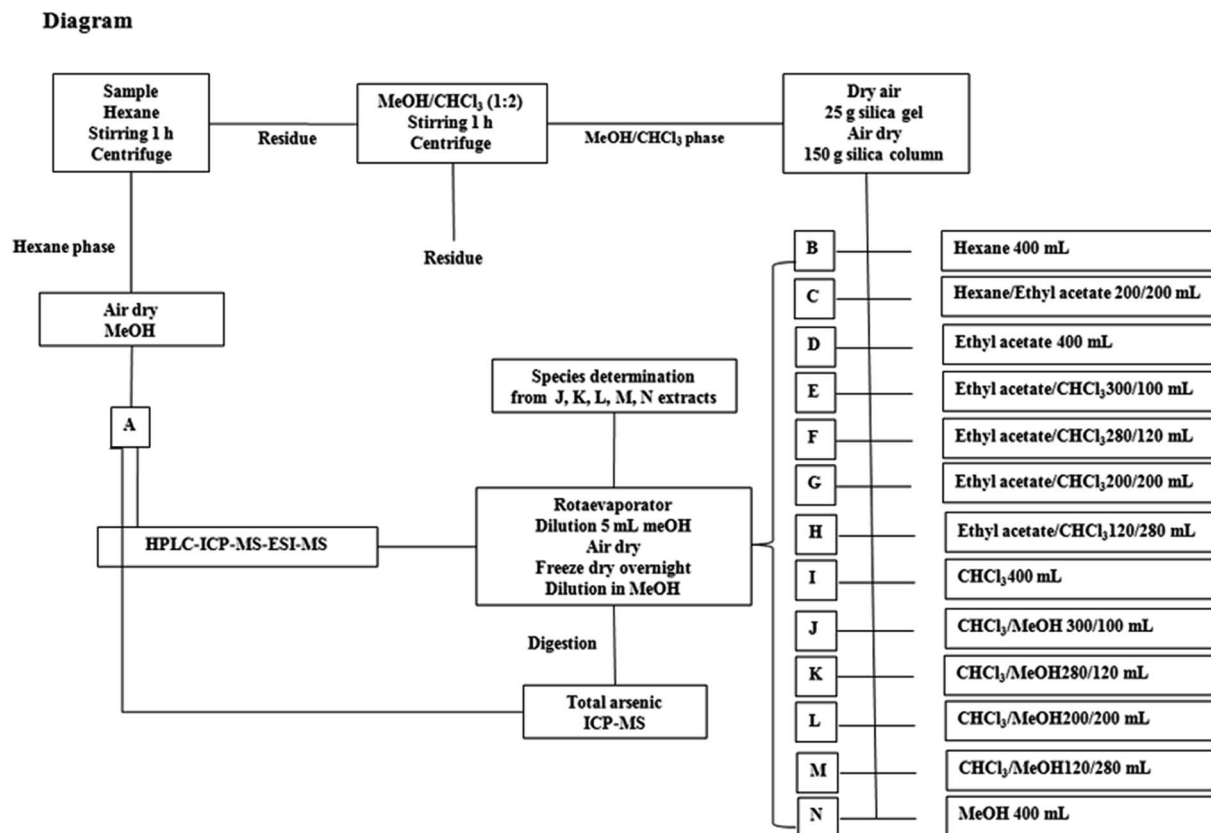 Diagram
Sample
Hexane
Stirring 1 h
Centrifuge
Residue
MeOH/CHCl₃ (1:2)
Stirring 1 h
Centrifuge
MeOH/CHCl₃ phase
Dry air
25 g silica gel
Air dry
150 g silica column
Hexane phase
Residue
Air dry
MeOH
A
HPLC-ICP-MS-ESI-MS
Species determination
from J, K, L, M, N extracts
Rotaevaporator
Dilution 5 mL meOH
Air dry
Freeze dry overnight
Dilution in MeOH
Digestion
Total arsenic
ICP-MS
B Hexane 400 mL
C Hexane/Ethyl acetate 200/200 mL
D Ethyl acetate 400 mL
E Ethyl acetate/CHCl₃300/100 mL
F Ethyl acetate/CHCl₃280/120 mL
G Ethyl acetate/CHCl₃200/200 mL
H Ethyl acetate/CHCl₃120/280 mL
I CHCl₃400 mL
J CHCl₃/MeOH 300/100 mL
K CHCl₃/MeOH280/120 mL
L CHCl₃/MeOH200/200 mL
M CHCl₃/MeOH120/280 mL
N MeOH 400 mL